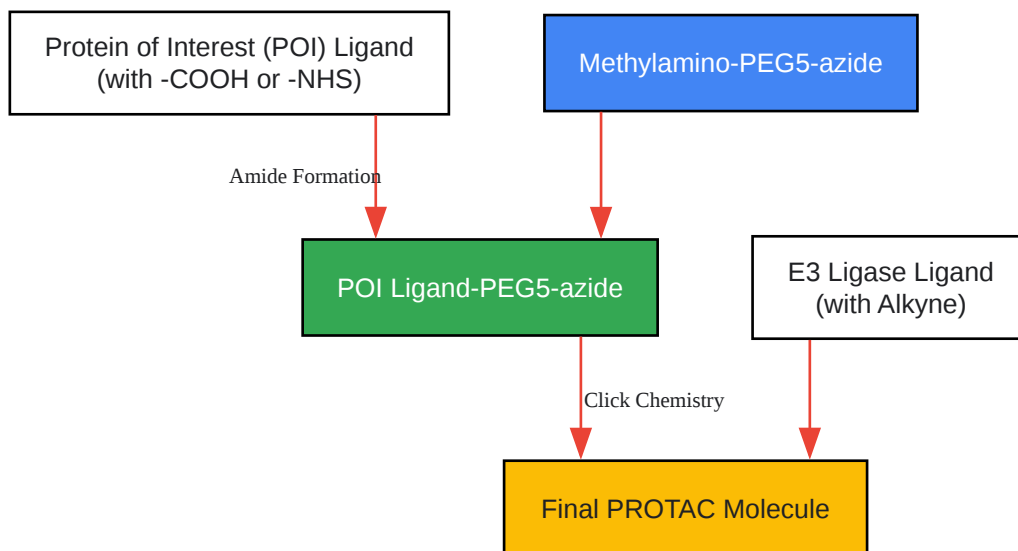 Protein of Interest (POI) Ligand
(with -COOH or -NHS)
Methylamino-PEG5-azide
Amide Formation
POI Ligand-PEG5-azide
E3 Ligase Ligand
(with Alkyne)
Click Chemistry
Final PROTAC Molecule